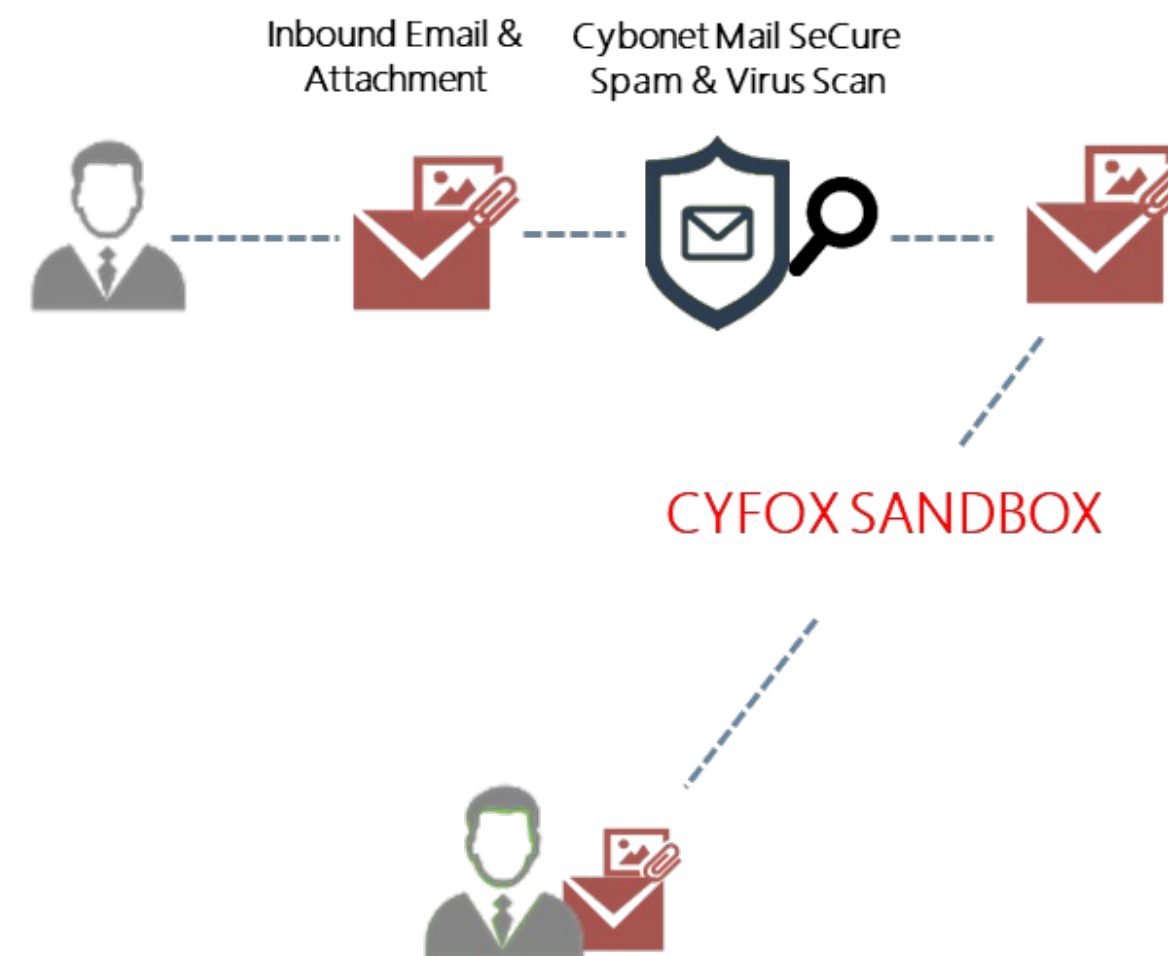 Inbound Email &
Attachment
Cybonet Mail SeCure
Spam & Virus Scan
CYFOX SANDBOX